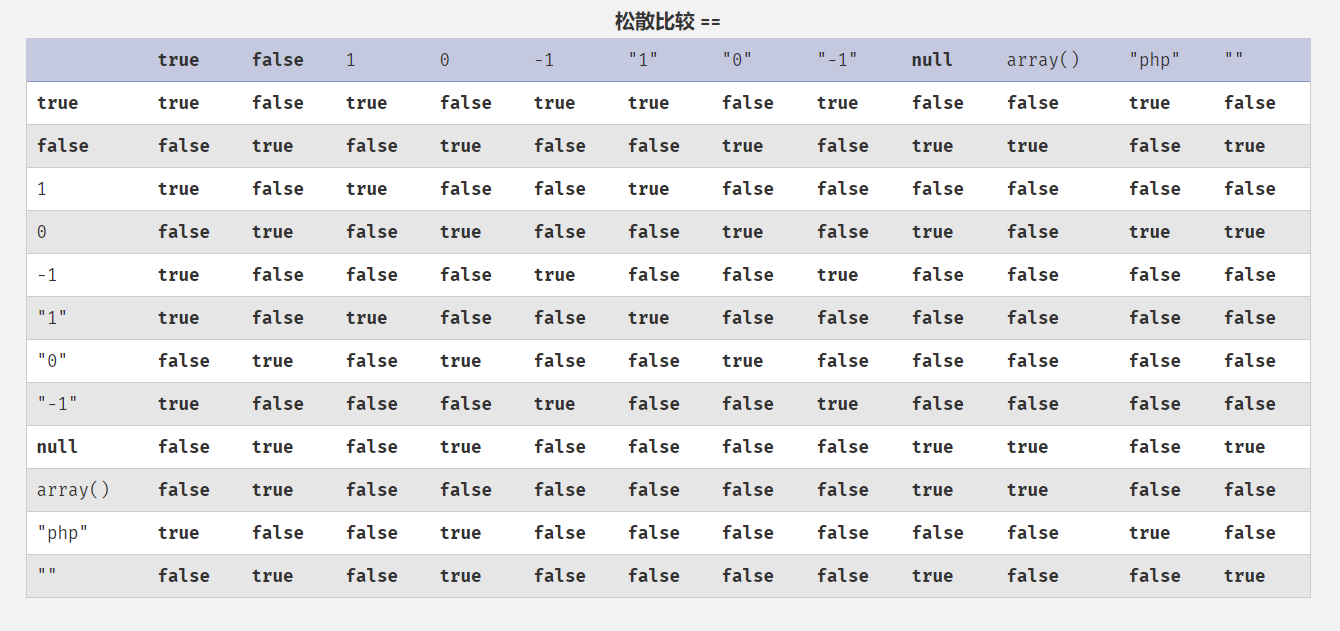 松散比较 ==
true false 1 0 -1 "1" "0" "-1" null array() "php" ""
true true false true false true true false true false false true false
false false true false true false false true false true true false true
1 true false true false false true false false false false false false
0 false true false true false false true false true false true true
-1 true false false false true false false true false false false false
"1" true false true false false true false false false false false false
"0" false true false true false false true false false false false false
"-1" true false false false true false false true false false false false
null false true false true false false false false true true false true
array() false true false false false false false false true true false false
"php" true false false true false false false false false false true false
"" false true false true false false false false true false false true